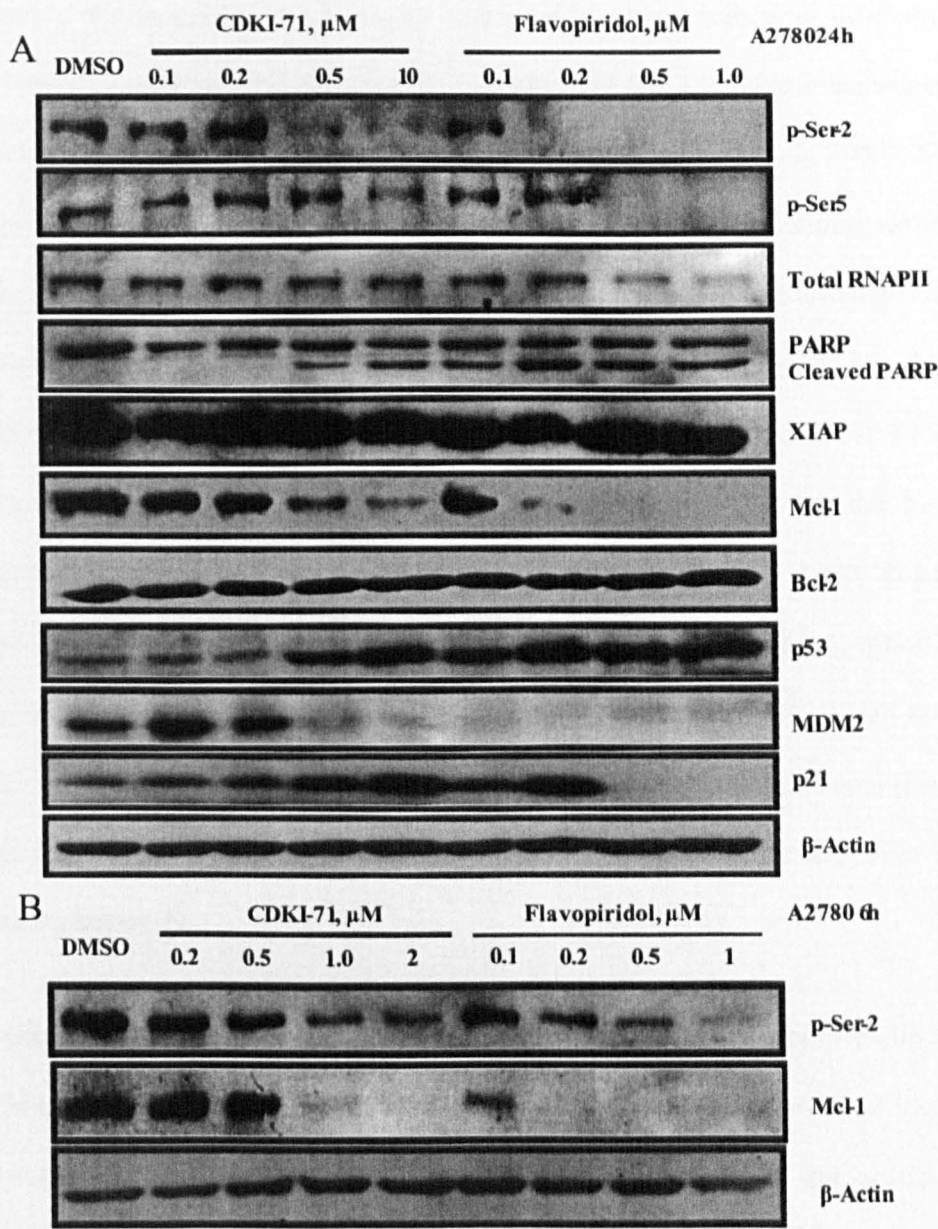 A
CDKI-71, μM Flavopiridol, μM A278024h
DMSO 0.1 0.2 0.5 10 0.1 0.2 0.5 1.0
p-Ser-2
p-Ser5
Total RNAPII
PARP
Cleaved PARP
XIAP
Mcl-1
Bcl-2
p53
MDM2
p21
β-Actin
B
CDKI-71, μM Flavopiridol, μM A2780 6h
DMSO 0.2 0.5 1.0 2 0.1 0.2 0.5 1
p-Ser-2
Mcl-1
β-Actin